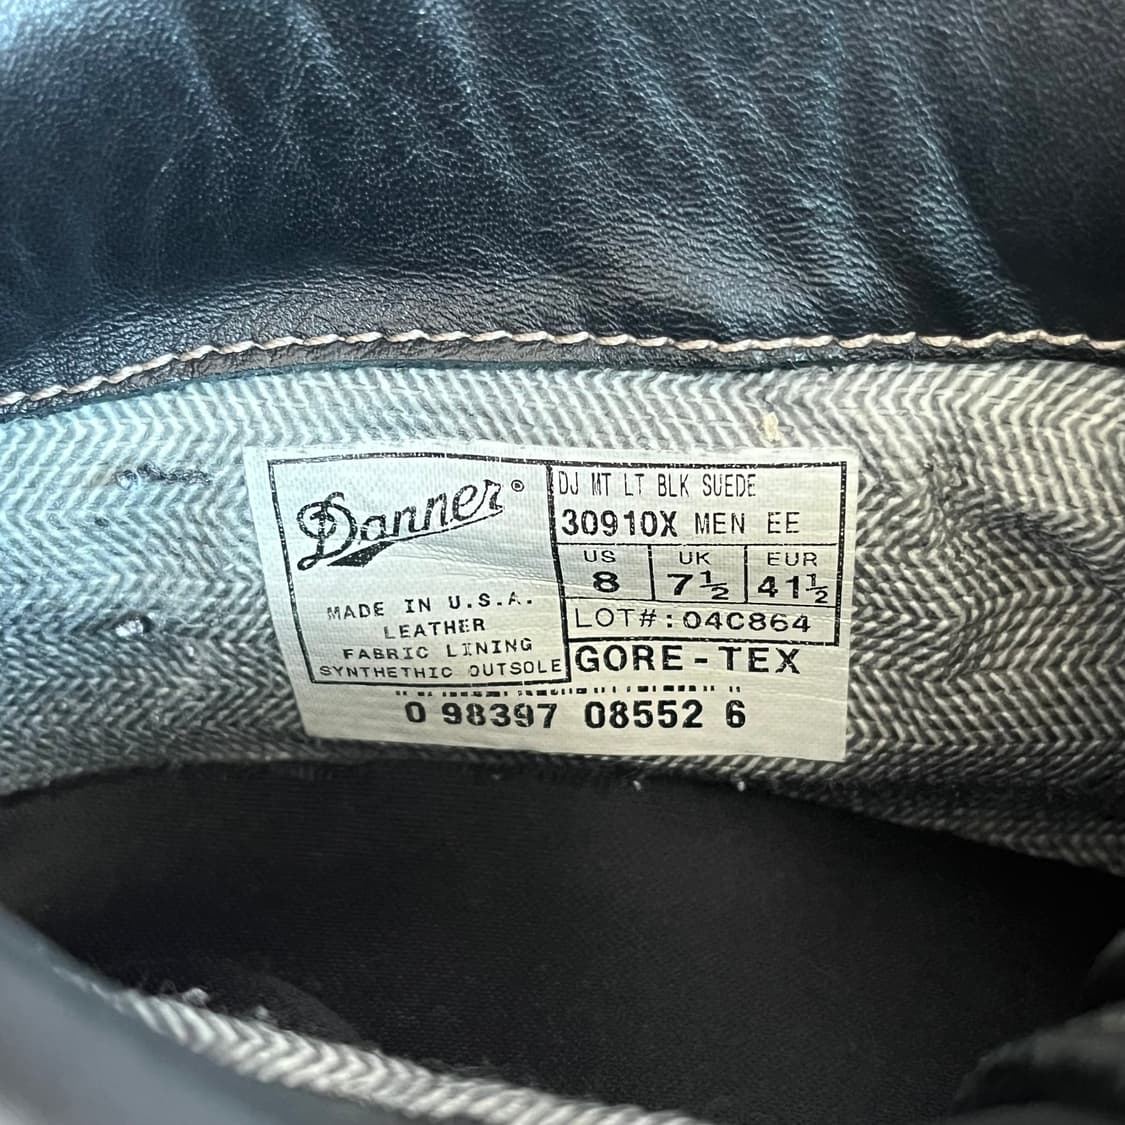 Danner®
MADE IN U.S.A.
LEATHER
FABRIC LINING
SYNTHETHIC OUTSOLE
DJ MT LT BLK SUEDE
30910X MEN EE
US UK EUR
8 7½ 41½
LOT#:04C864
GORE-TEX
0 98397 08552 6